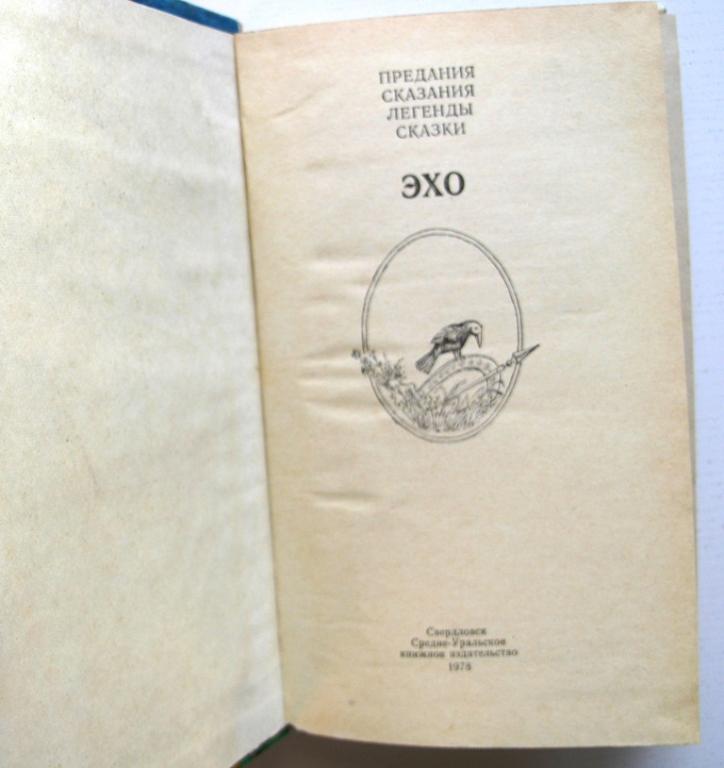 ПРЕДАНИЯ
СКАЗАНИЯ
ЛЕГЕНДЫ
СКАЗКИ
ЭХО
Свердловск
Средне-Уральское
книжное издательство
1978